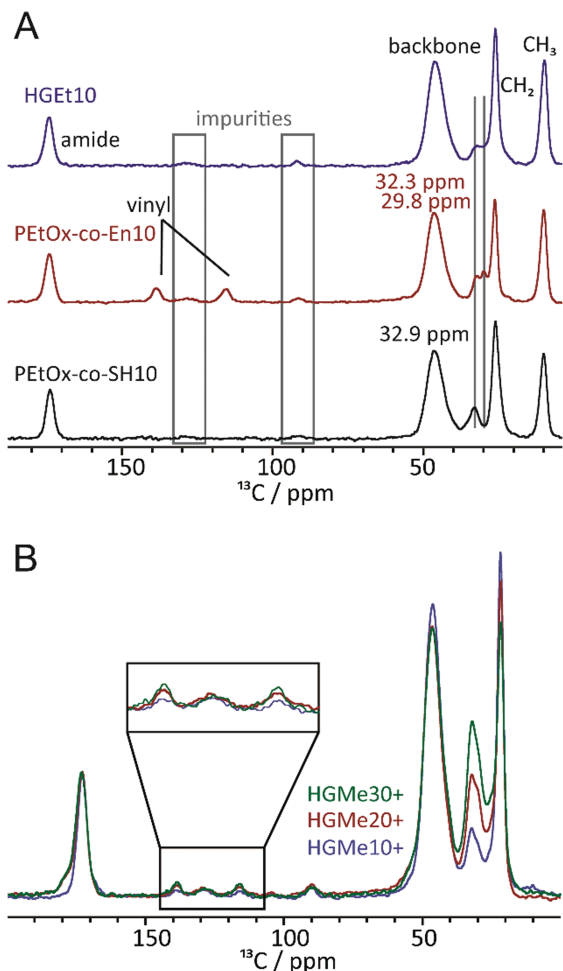 A
backbone
CH₃
HGEt10
impurities
CH₂
amide
32.3 ppm
vinyl
29.8 ppm
PEtOx-co-En10
32.9 ppm
PEtOx-co-SH10
150 100 50
¹³C / ppm
B
HGMe30+
HGMe20+
HGMe10+
150 100 50
¹³C / ppm